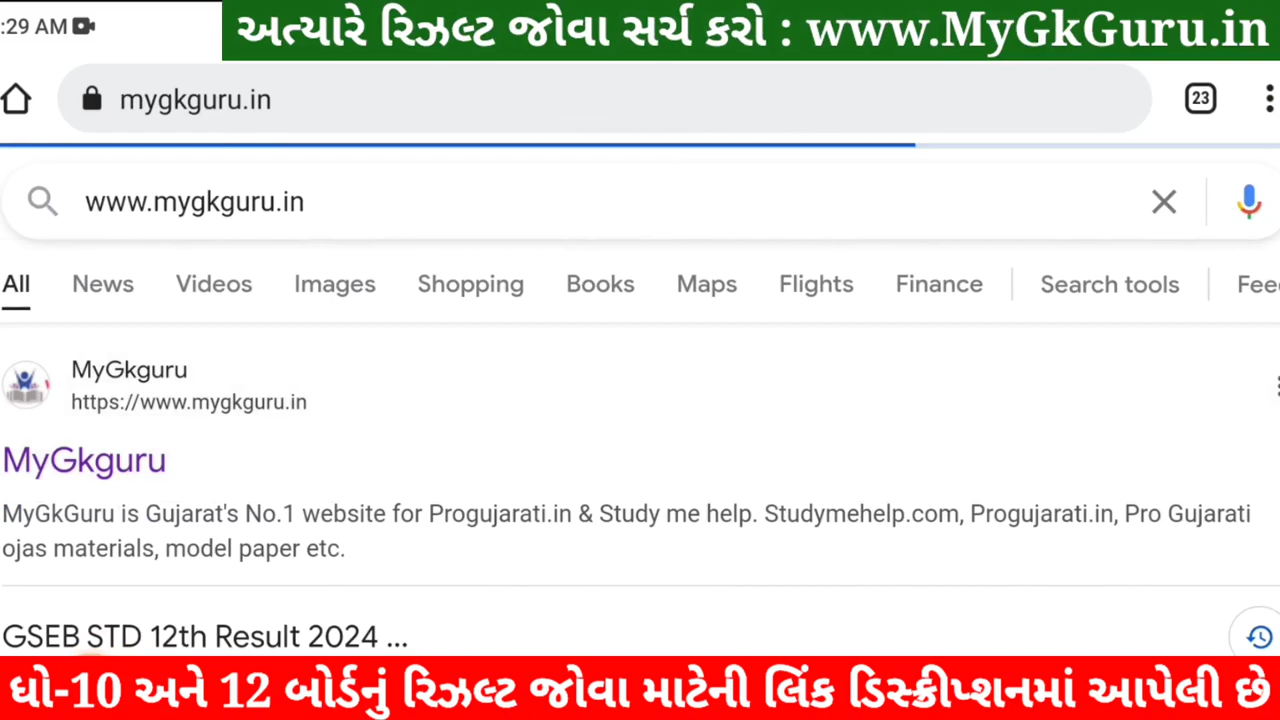 :29 AM
અત્યારે રિઝલ્ટ જોવા સર્ચ કરો : www.MyGkGuru.in
mygkguru.in
23
www.mygkguru.in
All News Videos Images Shopping Books Maps Flights Finance Search tools Fee
MyGkguru
https://www.mygkguru.in
MyGkguru
MyGkGuru is Gujarat's No.1 website for Progujarati.in & Study me help. Studymehelp.com, Progujarati.in, Pro Gujarati
ojas materials, model paper etc.
GSEB STD 12th Result 2024 ...
ધો-10 અને 12 બોર્ડનું રિઝલ્ટ જોવા માટેની લિંક ડિસ્ક્રીપ્શનમાં આપેલી છે